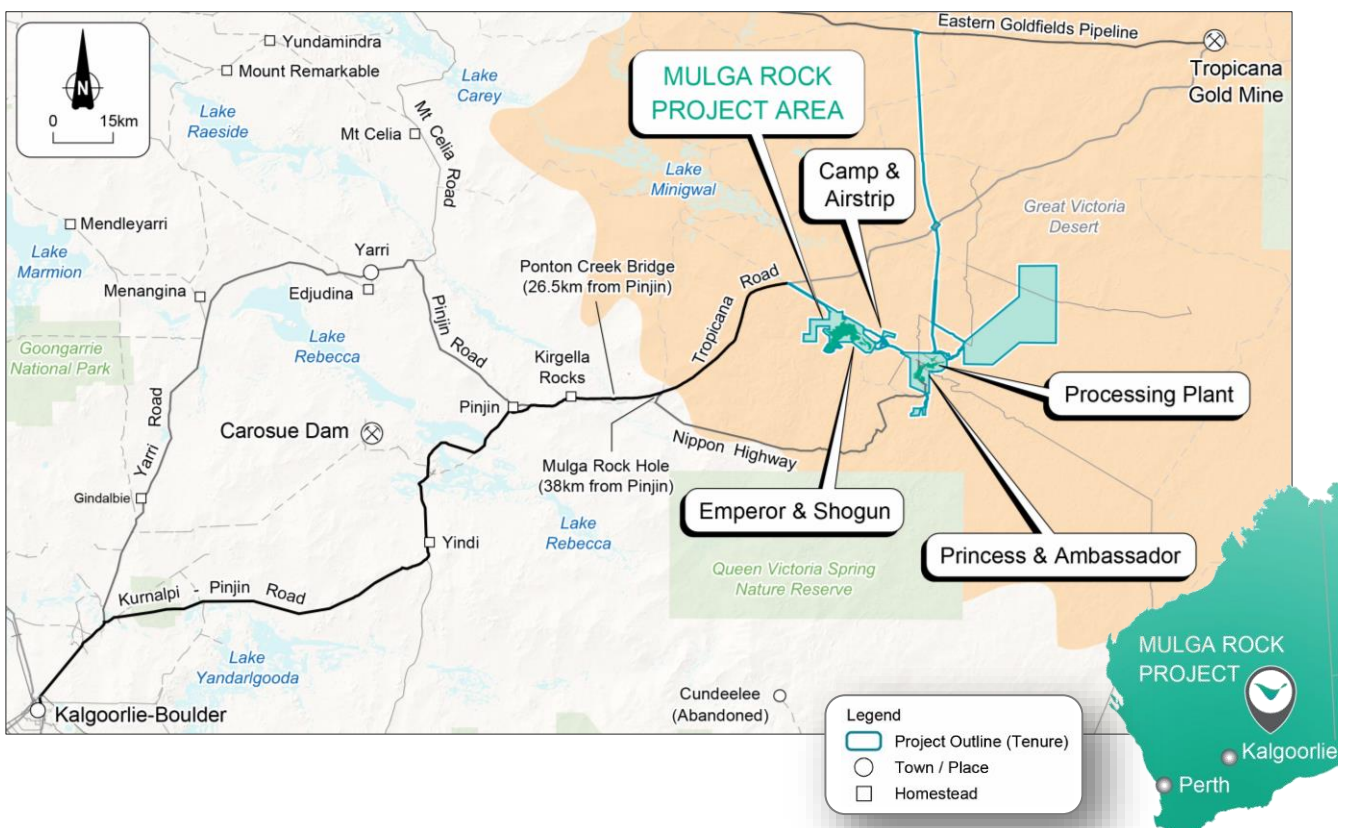 N
0 15km
Yundamindra
Mount Remarkable
Lake
Raeside
Lake
Carey
Mt Celia
Mt Celia Road
Eastern Goldfields Pipeline
Tropicana
Gold Mine
MULGA ROCK
PROJECT AREA
Camp &
Airstrip
Lake
Minigwal
Great Victoria
Desert
Mendleyarri
Lake
Marmion
Menangina
Yarri
Edjudina
Ponton Creek Bridge
(26.5km from Pinjin)
Tropicana Road
Pinjin Road
Lake
Rebecca
Goongarrie
National Park
Kirgella
Rocks
Pinjin
Processing Plant
Yarri Road
Carosue Dam
Nippon Highway
Mulga Rock Hole
(38km from Pinjin)
Gindalbie
Emperor & Shogun
Lake
Rebecca
Yindi
Princess & Ambassador
Queen Victoria Spring
Nature Reserve
Kurnalpi - Pinjin Road
Lake
Yandarlgooda
Kalgoorlie-Boulder
Cundeelee
(Abandoned)
Legend
Project Outline (Tenure)
Town / Place
Homestead
MULGA ROCK
PROJECT
Kalgoorlie
Perth